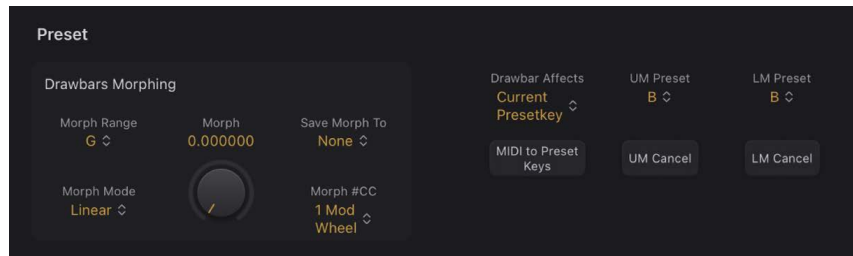 Preset
Drawbars Morphing
Morph Range
G
Morph
0.000000
Save Morph To
None
Morph Mode
Linear
Morph #CC
1 Mod
Wheel
Drawbar Affects
Current
Presetkey
UM Preset
B
LM Preset
B
MIDI to Preset
Keys
UM Cancel
LM Cancel